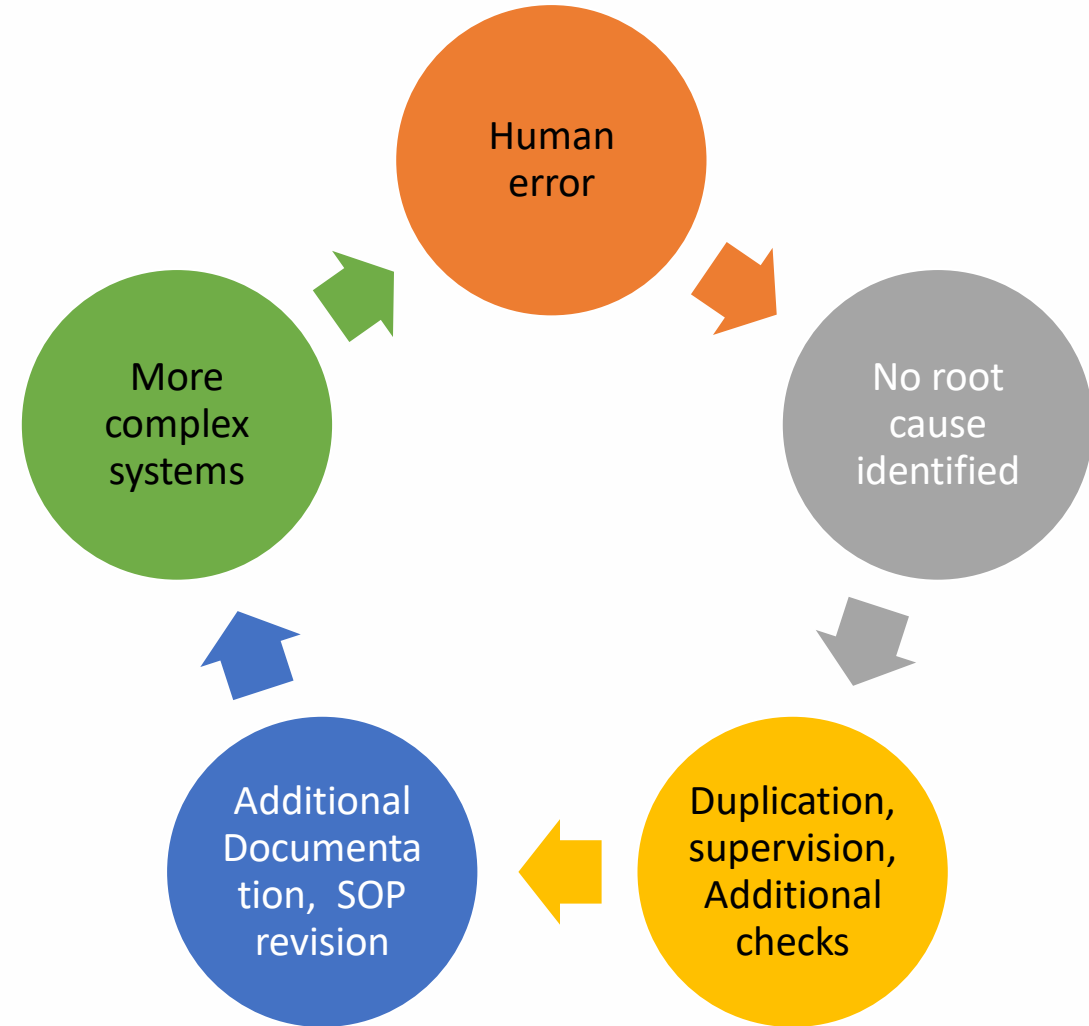 Human
error
No root
cause
identified
Duplication,
supervision,
Additional
checks
Additional
Documenta
tion,  SOP
revision
More
complex
systems